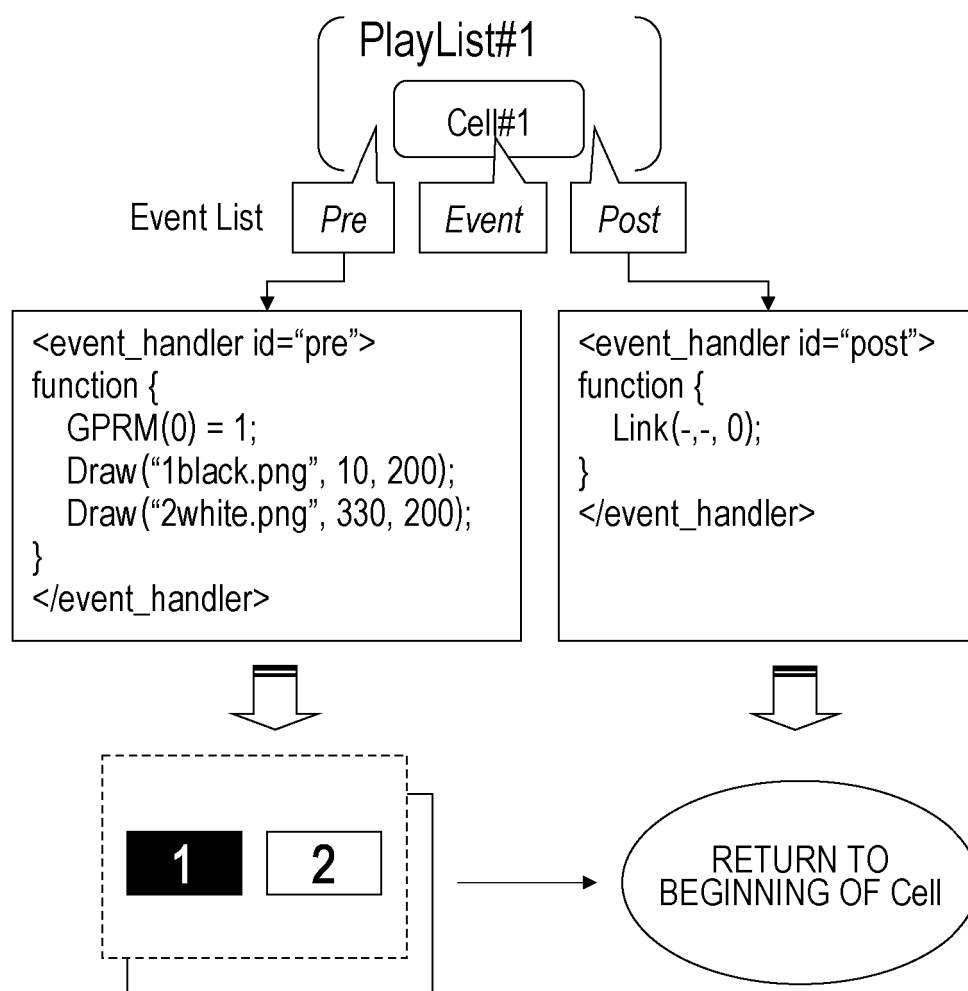 PlayList#1
Cell#1
Event List
Pre
Event
Post
<event_handler id=“pre”>
function {
GPRM(0) = 1;
Draw(“1black.png”, 10, 200);
Draw(“2white.png”, 330, 200);
}
</event_handler>
<event_handler id=“post”>
function {
Link(-,-, 0);
}
</event_handler>
1
2
RETURN TO
BEGINNING OF Cell